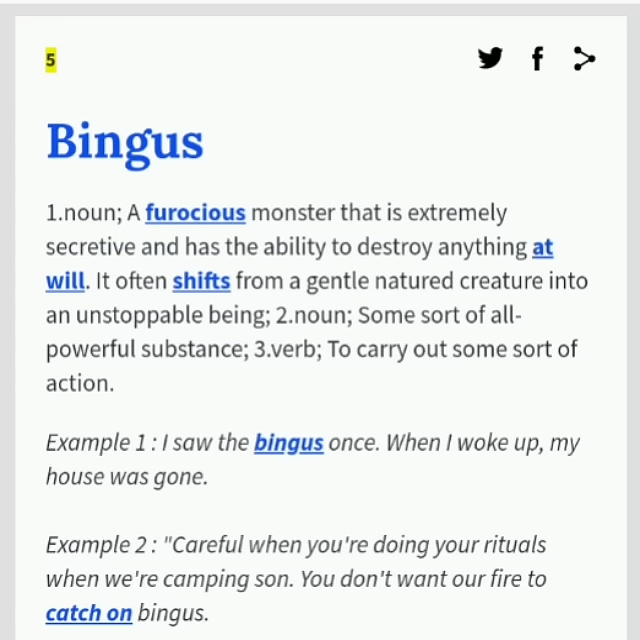 5
Bingus
1.noun; A furocious monster that is extremely
secretive and has the ability to destroy anything at
will. It often shifts from a gentle natured creature into
an unstoppable being; 2.noun; Some sort of all-
powerful substance; 3.verb; To carry out some sort of
action.
Example 1 : I saw the bingus once. When I woke up, my
house was gone.
Example 2 : "Careful when you're doing your rituals
when we're camping son. You don't want our fire to
catch on bingus.